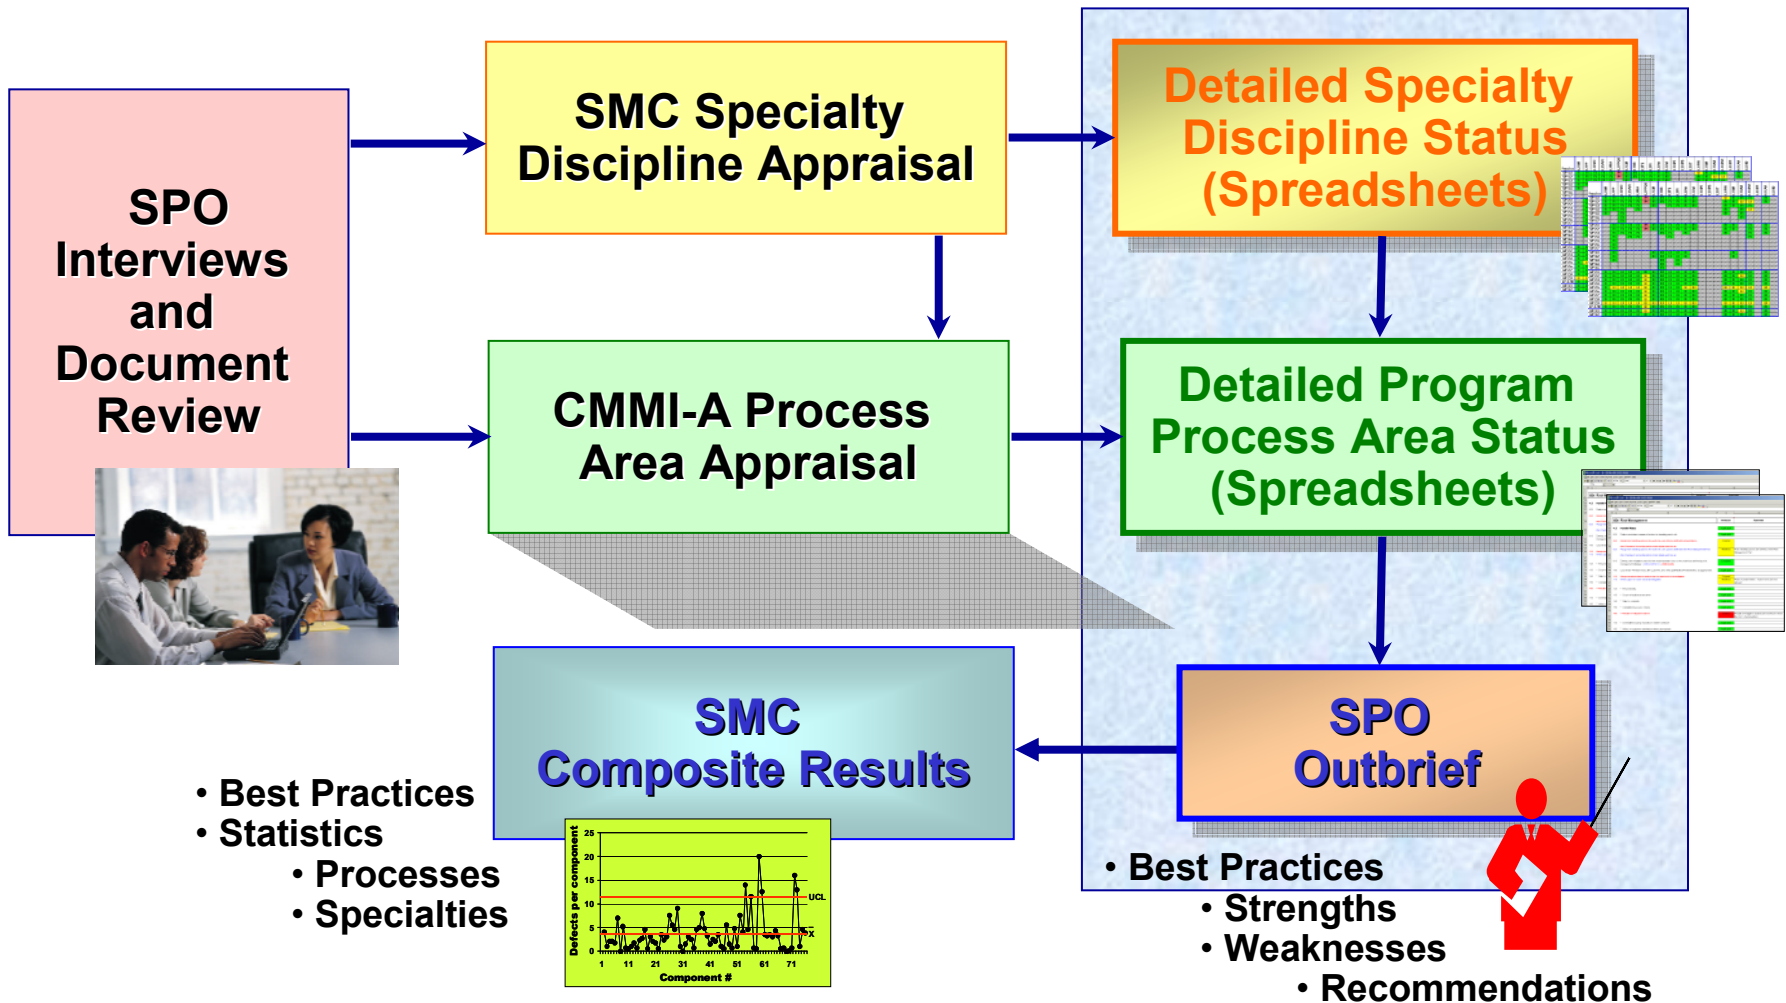 SPO
Interviews
and
Document
Review
SMC Specialty
Discipline Appraisal
Detailed Specialty
Discipline Status
(Spreadsheets)
CMMI-A Process
Area Appraisal
Detailed Program
Process Area Status
(Spreadsheets)
SMC
Composite Results
SPO
Outbrief
• Best Practices
• Statistics
• Processes
• Specialties
Defects per component
25
20
15
10
5
0
UCL
X
1 11 21 31 41 51 61 71
Component #
• Best Practices
• Strengths
• Weaknesses
• Recommendations